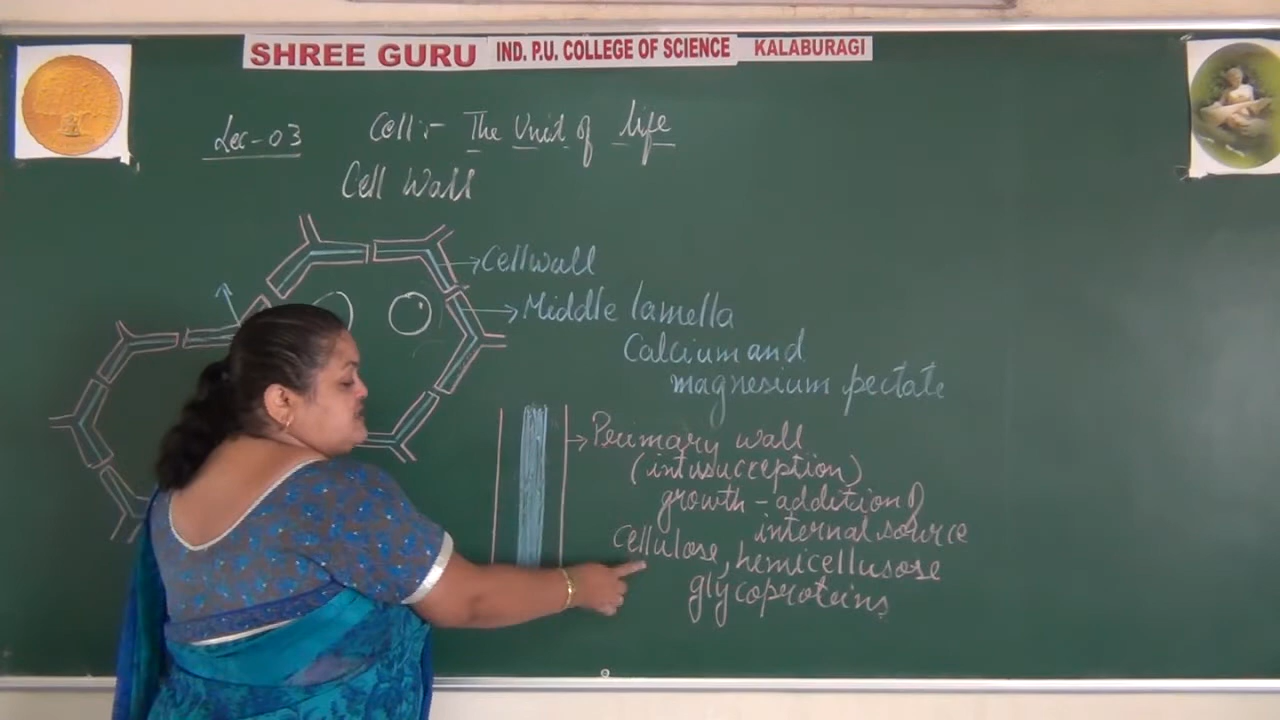 SHREE GURU IND. P.U. COLLEGE OF SCIENCE KALABURAGI
Lec-03
Cell:- The Unit of life
Cell Wall
Cellwall
Middle lamella
Calcium and
magnesium pectate
Peimary wall
(intusucception)
growth - addition of
internal source
Cellulose, hemicellusose
glycoproteins